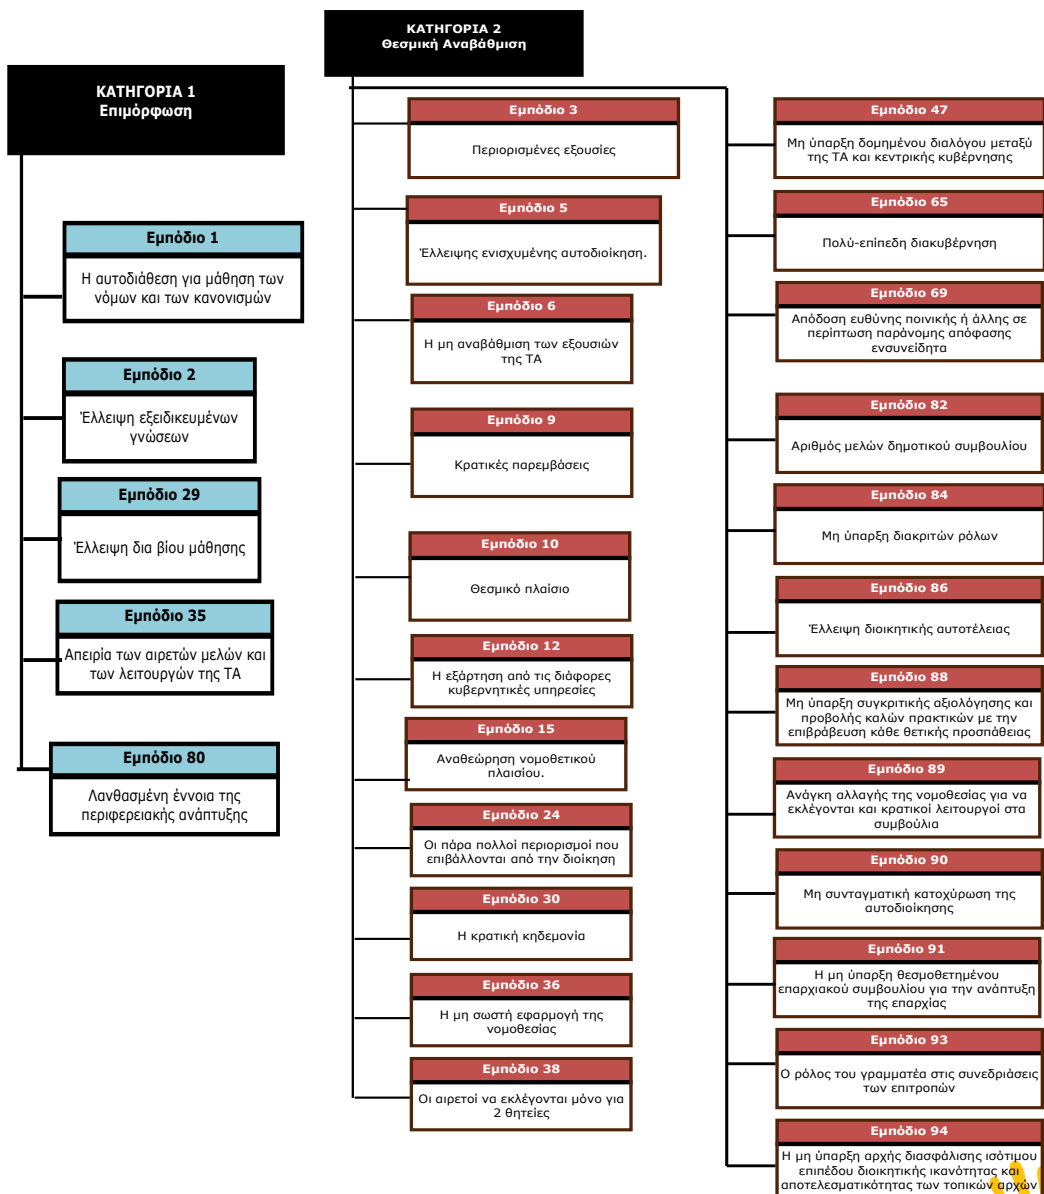 ΚΑΤΗΓΟΡΙΑ 1
Επιμόρφωση
Εμπόδιο 1
Η αυτοδιάθεση για μάθηση των
νόμων και των κανονισμών
Εμπόδιο 2
Έλλειψη εξειδικευμένων
γνώσεων
Εμπόδιο 29
Έλλειψη δια βίου μάθησης
Εμπόδιο 35
Απειρία των αιρετών μελών και
των λειτουργών της ΤΑ
Εμπόδιο 80
Λανθασμένη έννοια της
περιφερειακής ανάπτυξης
ΚΑΤΗΓΟΡΙΑ 2
Θεσμική Αναβάθμιση
Εμπόδιο 3
Περιορισμένες εξουσίες
Εμπόδιο 5
Έλλειψης ενισχυμένης αυτοδιοίκηση.
Εμπόδιο 6
Η μη αναβάθμιση των εξουσιών
της ΤΑ
Εμπόδιο 9
Κρατικές παρεμβάσεις
Εμπόδιο 10
Θεσμικό πλαίσιο
Εμπόδιο 12
Η εξάρτηση από τις διάφορες
κυβερνητικές υπηρεσίες
Εμπόδιο 15
Αναθεώρηση νομοθετικού
πλαισίου.
Εμπόδιο 24
Οι πάρα πολλοί περιορισμοί που
επιβάλλονται από την διοίκηση
Εμπόδιο 30
Η κρατική κηδεμονία
Εμπόδιο 36
Η μη σωστή εφαρμογή της
νομοθεσίας
Εμπόδιο 38
Οι αιρετοί να εκλέγονται μόνο για
2 θητείες
Εμπόδιο 47
Μη ύπαρξη δομημένου διαλόγου μεταξύ
της ΤΑ και κεντρικής κυβέρνησης
Εμπόδιο 65
Πολύ-επίπεδη διακυβέρνηση
Εμπόδιο 69
Απόδοση ευθύνης ποινικής ή άλλης σε
περίπτωση παράνομης απόφασης
ενσυνείδητα
Εμπόδιο 82
Αριθμός μελών δημοτικού συμβουλίου
Εμπόδιο 84
Μη ύπαρξη διακριτών ρόλων
Εμπόδιο 86
Έλλειψη διοικητικής αυτοτέλειας
Εμπόδιο 88
Μη ύπαρξη συγκριτικής αξιολόγησης και
προβολής καλών πρακτικών με την
επιβράβευση κάθε θετικής προσπάθειας
Εμπόδιο 89
Ανάγκη αλλαγής της νομοθεσίας για να
εκλέγονται και κρατικοί λειτουργοί στα
συμβούλια
Εμπόδιο 90
Μη συνταγματική κατοχύρωση της
αυτοδιοίκησης
Εμπόδιο 91
Η μη ύπαρξη θεσμοθετημένου
επαρχιακού συμβουλίου για την ανάπτυξη
της επαρχίας
Εμπόδιο 93
Ο ρόλος του γραμματέα στις συνεδριάσεις
των επιτροπών
Εμπόδιο 94
Η μη ύπαρξη αρχής διασφάλισης ισότιμου
επιπέδου διοικητικής ικανότητας και
αποτελεσματικότητας των τοπικών αρχών